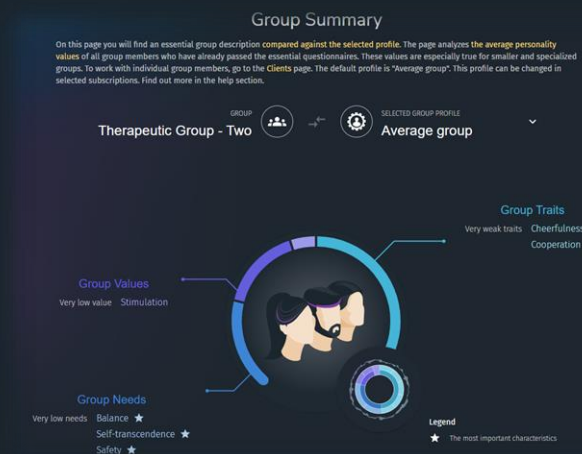 Group Summary
On this page you will find an essential group description compared against the selected profile. The page analyzes the average personality
values of all group members who have already passed the essential questionnaires. These values are especially true for smaller and specialized
groups. To work with individual group members, go to the Clients page. The default profile is "Average group". This profile can be changed in
selected subscriptions. Find out more in the help section.
GROUP
Therapeutic Group - Two
SELECTED GROUP PROFILE
Average group
Group Traits
Very weak traits Cheerfulness
Cooperation
Group Values
Very low value Stimulation
Group Needs
Very low needs Balance
Self-transcendence
Safety
Legend
The most important characteristics